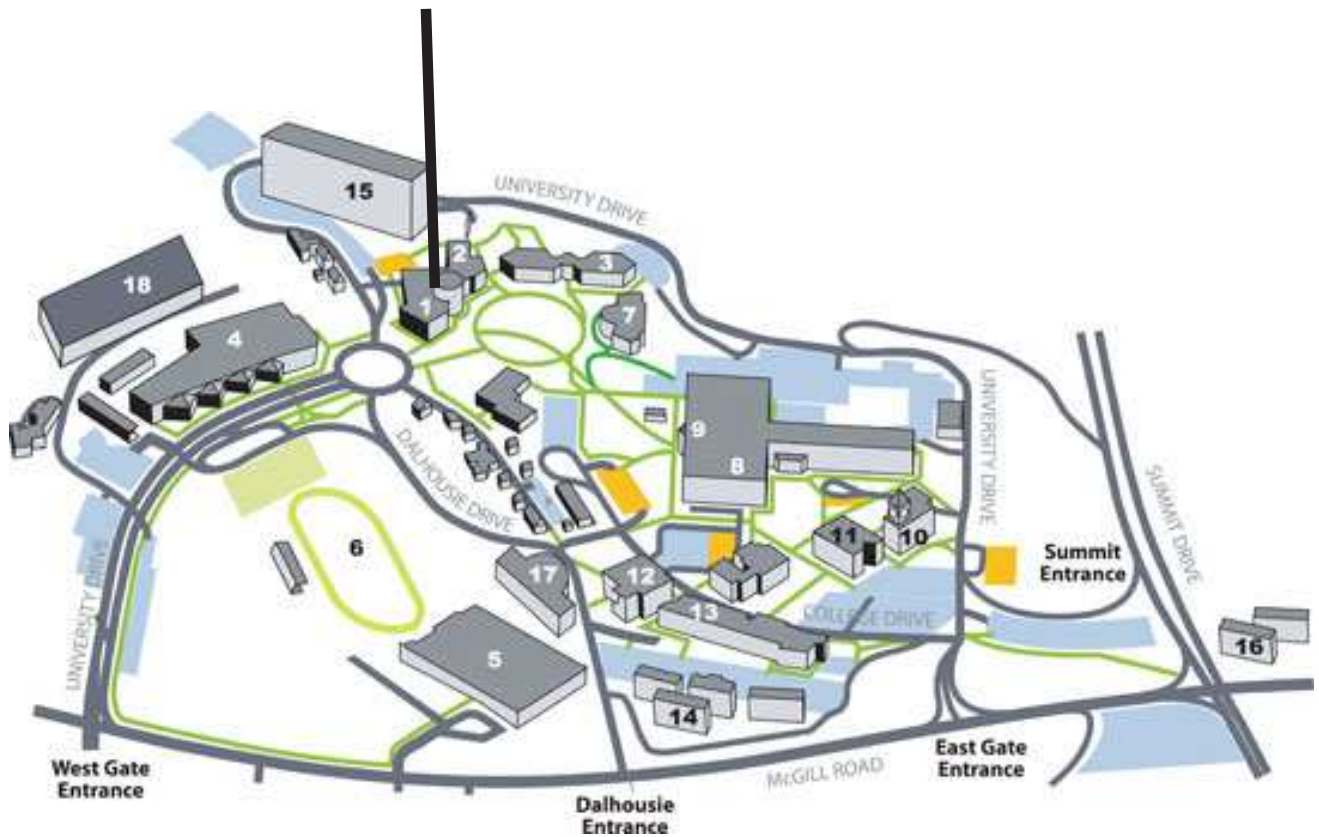 15
UNIVERSITY DRIVE
2
3
18
1
7
4
UNIVERSITY DRIVE
DALHOUSIE DRIVE
9
8
SUMMIT DRIVE
6
11
10
Summit
Entrance
17
12
13
COLLEGE DRIVE
UNIVERSITY DRIVE
5
16
14
West Gate
Entrance
McGILL ROAD
East Gate
Entrance
Dalhousie
Entrance